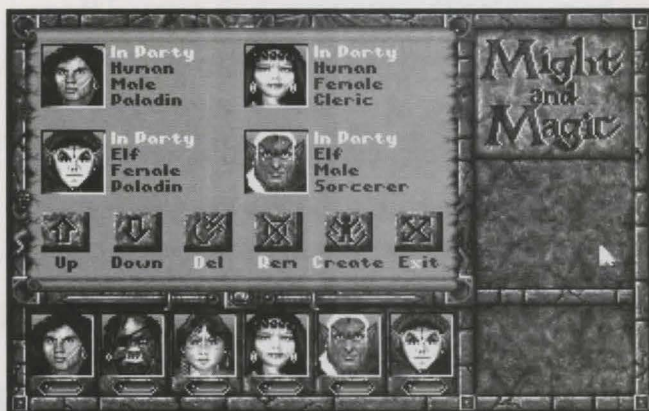 In Party
Human
Male
Paladin
In Party
Human
Female
Cleric
In Party
Elf
Female
Paladin
In Party
Elf
Male
Sorcerer
Up Down Del Rem Create Exit
Might
and
Magic